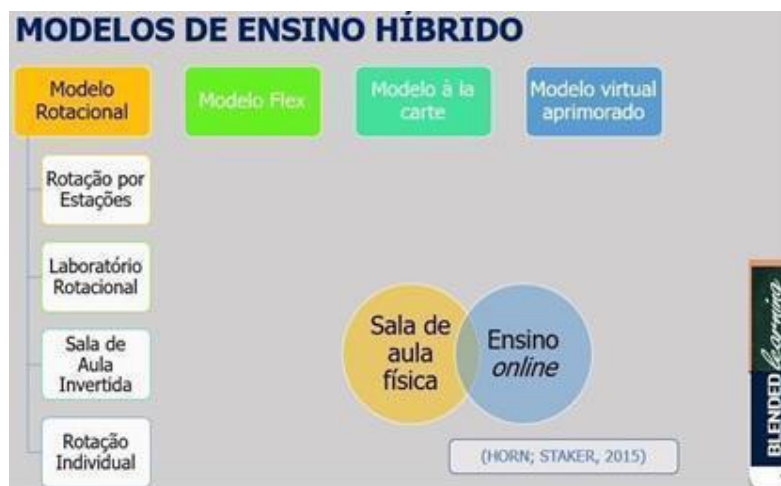 MODELOS DE ENSINO HÍBRIDO
Modelo
Rotacional
Modelo Flex
Modelo à la
carte
Modelo virtual
aprimorado
Rotação por
Estações
Laboratório
Rotacional
Sala de
Aula
Invertida
Rotação
Individual
Sala de
aula
física
Ensino
online
(HORN; STAKER, 2015)
BLENDED
learning